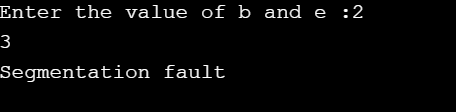 Enter the value of b and e :2
3
Segmentation fault